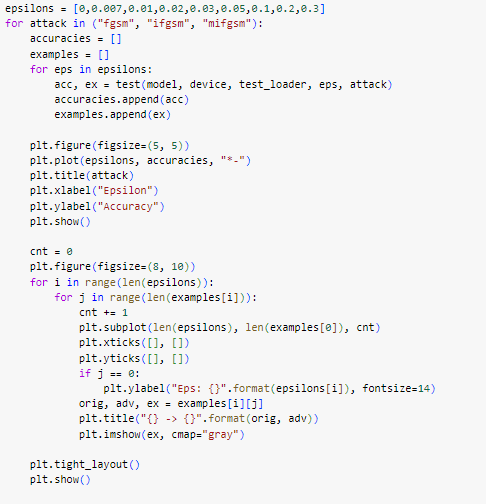 epsilons = [0,0.007,0.01,0.02,0.03,0.05,0.1,0.2,0.3]
for attack in ("fgsm", "ifgsm", "mifgsm"):
    accuracies = []
    examples = []
    for eps in epsilons:
        acc, ex = test(model, device, test_loader, eps, attack)
        accuracies.append(acc)
        examples.append(ex)

    plt.figure(figsize=(5, 5))
    plt.plot(epsilons, accuracies, "*-")
    plt.title(attack)
    plt.xlabel("Epsilon")
    plt.ylabel("Accuracy")
    plt.show()

    cnt = 0
    plt.figure(figsize=(8, 10))
    for i in range(len(epsilons)):
        for j in range(len(examples[i])):
            cnt += 1
            plt.subplot(len(epsilons), len(examples[0]), cnt)
            plt.xticks([], [])
            plt.yticks([], [])
            if j == 0:
                plt.ylabel("Eps: {}".format(epsilons[i]), fontsize=14)
            orig, adv, ex = examples[i][j]
            plt.title("{} -> {}".format(orig, adv))
            plt.imshow(ex, cmap="gray")

    plt.tight_layout()
    plt.show()